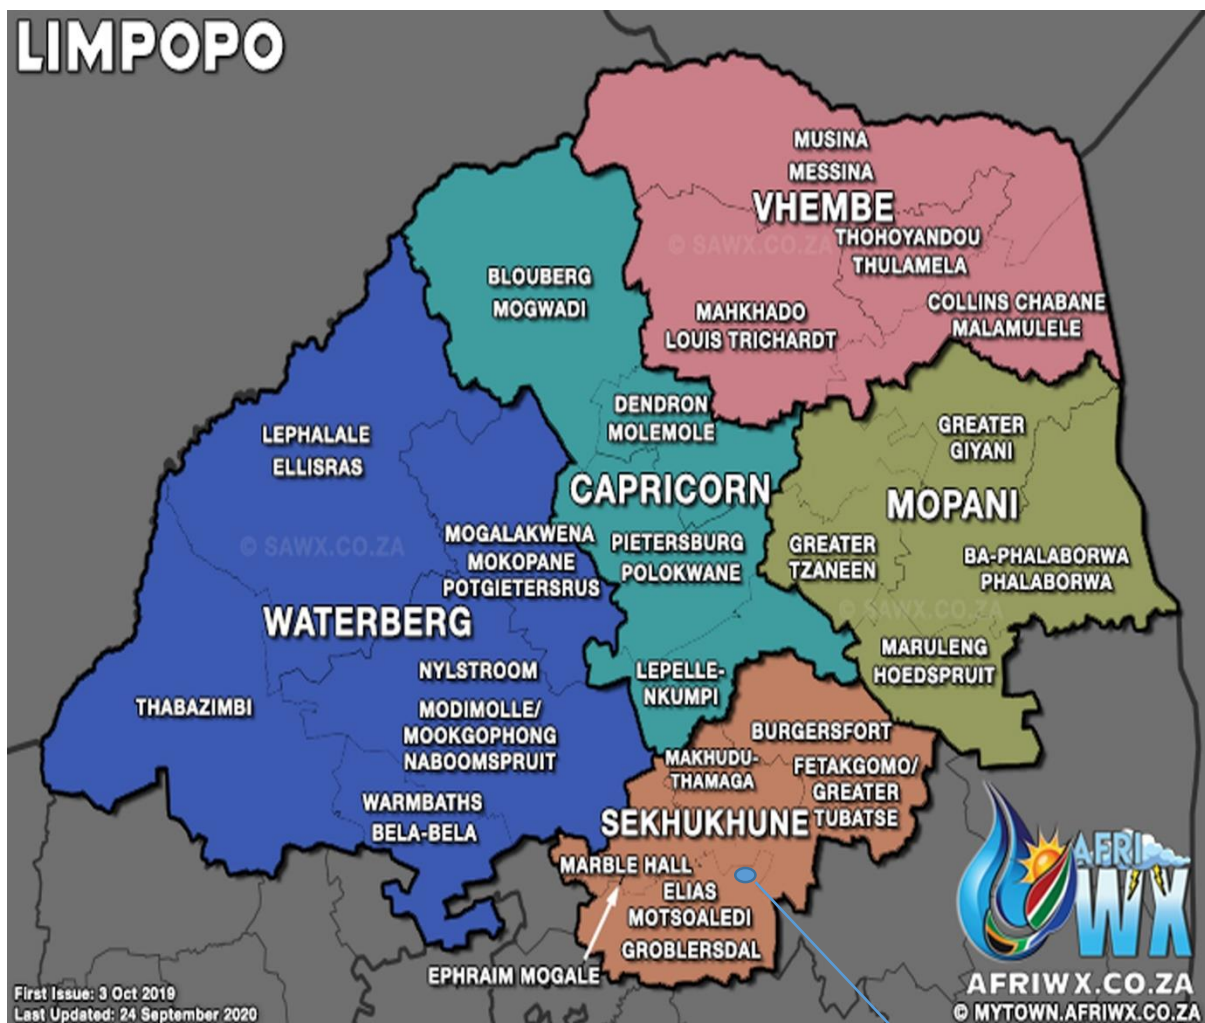 LIMPOPO
MUSINA
MESSINA
VHEMBE
© SAWX.CO.ZA
THOHOYANDOU
THULAMELA
BLOUBERG
MOGWADI
COLLINS CHABANE
MALAMULELE
MAHKHADO
LOUIS TRICHARDT
DENDRON
MOLEMOLE
GREATER
GIYANI
LEPHALALE
ELLISRAS
CAPRICORN
MOPANI
© SAWX.CO.ZA
MOGALAKWENA
MOKOPANE
POTGIETERSRUS
PIETERSBURG
POLOKWANE
GREATER
TZANEEN
BA-PHALABORWA
PHALABORWA
© SAWX.CO.ZA
WATERBERG
MARULENG
HOEDSPRUIT
NYLSTROOM
LEPELLE-
NKUMPI
THABAZIMBI
MODIMOLLE/
MOOKGOPHONG
NABOOMSPRUIT
BURGERSFORT
MAKHUDU-
THAMAGA
FETAKGOMO/
GREATER
TUBATSE
WARMBATHS
BELA-BELA
SEKHUKHUNE
MARBLE HALL
ELIAS
MOTSOALEDI
GROBLERSDAL
EPHRAIM MOGALE
AFRI
WX
AFRIWX.CO.ZA
© MYTOWN.AFRIWX.CO.ZA
First Issue: 3 Oct 2019
Last Updated: 24 September 2020